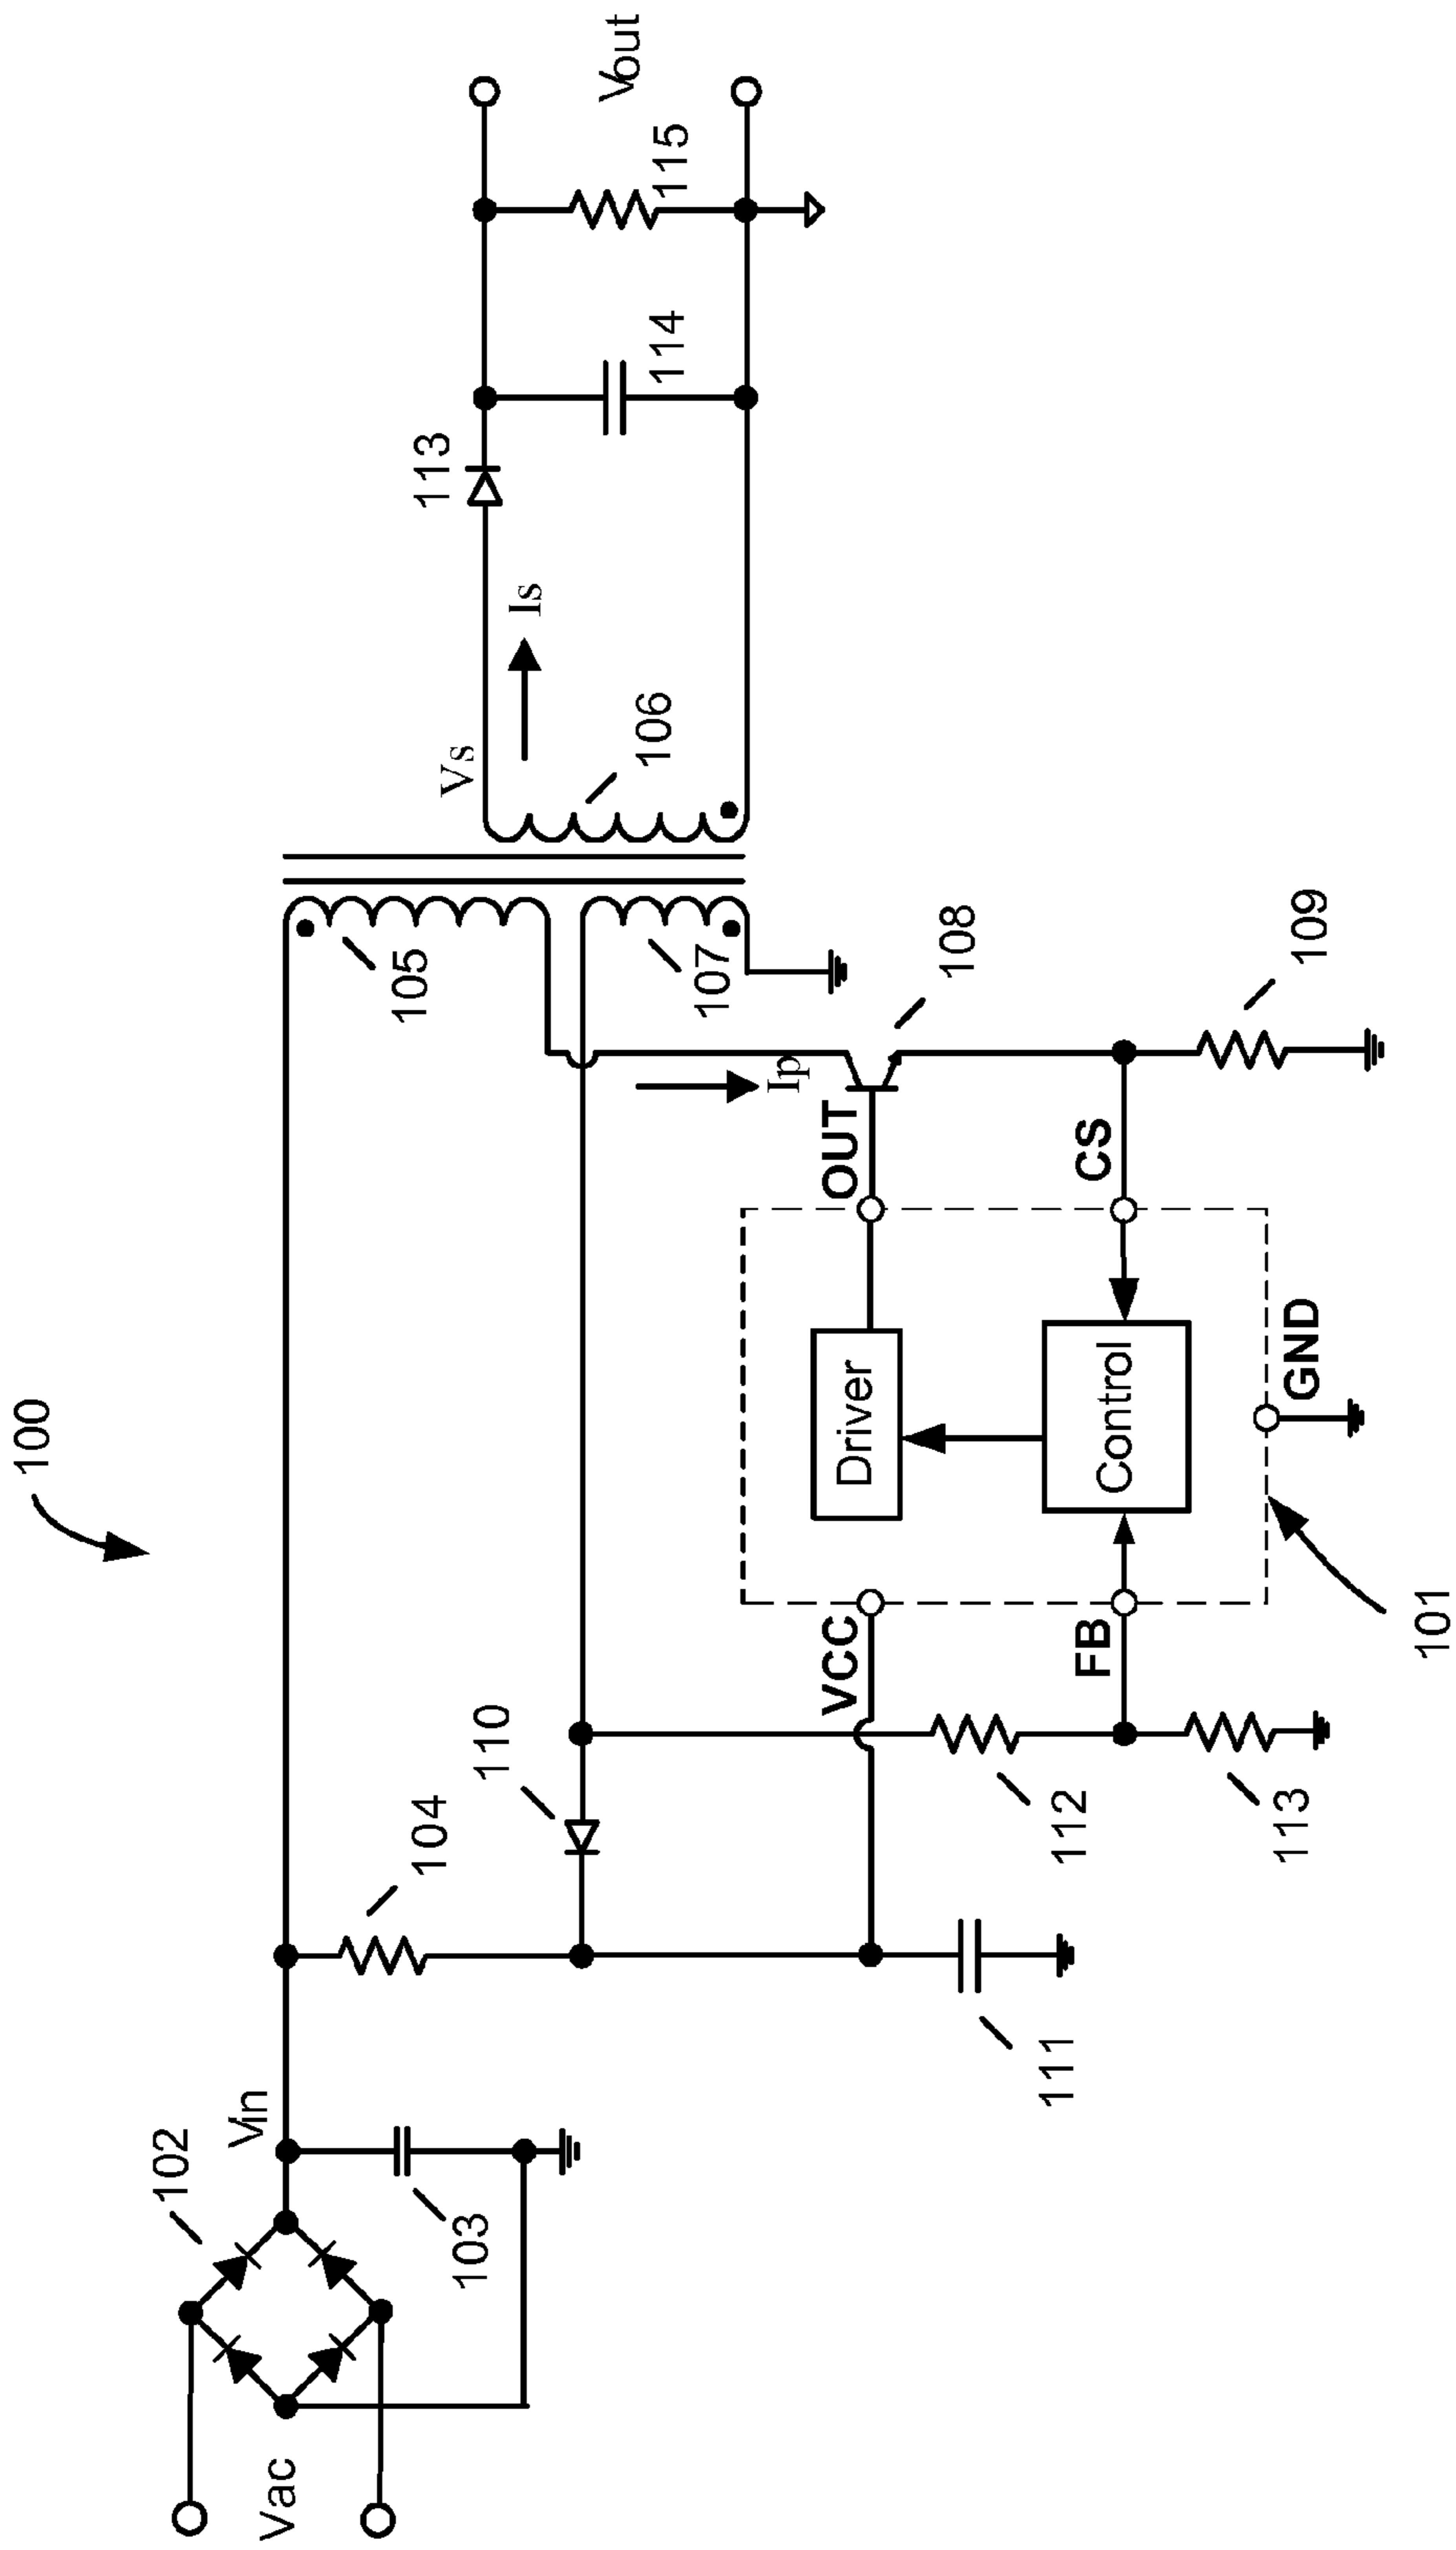 100
102
Vac
Vin
103
104
110
105
107
Vs
Is
106
113
114
115
Vout
Ip
108
109
OUT
CS
VCC
FB
Driver
Control
GND
101
111
112
113